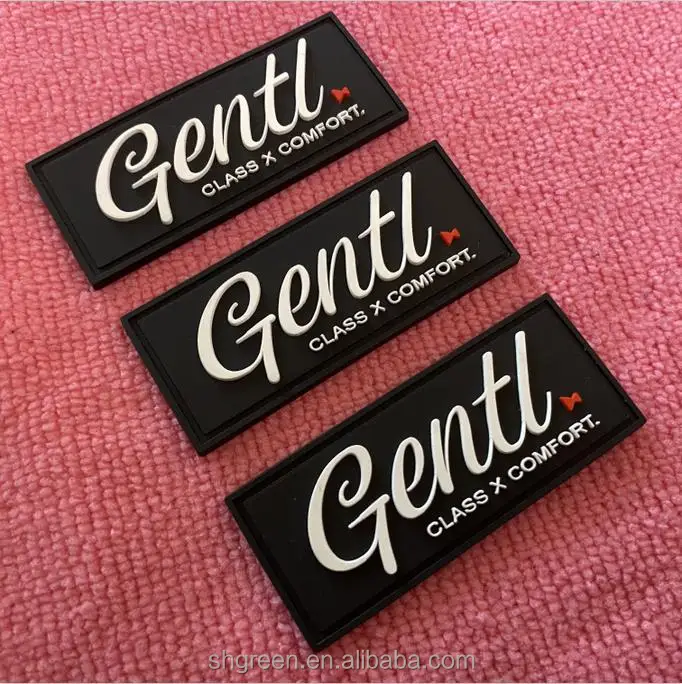 Gentl
CLASS X COMFORT.
Gentl
CLASS X COMFORT.
Gentl
CLASS X COMFORT.
shgreen.en.alibaba.com